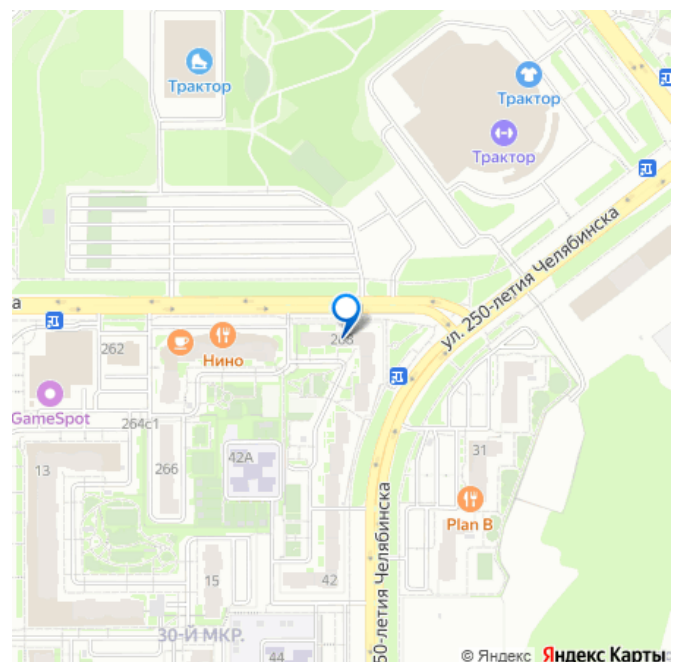 Трактор
Трактор
Трактор
ул. 250-летия Челябинска
а
262
Нино
268
GameSpot
264с1
266
42А
13
31
Plan B
15
42
30-Й МКР.
44
50-летия Челябинска
© Яндекс Яндекс Карты